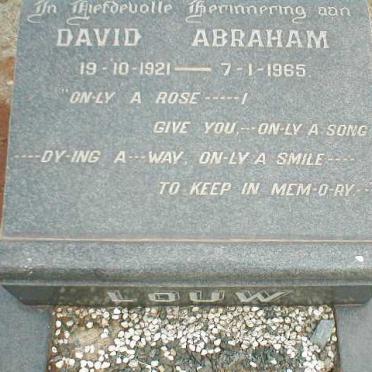 In Liefdevolle Herinnering aan
DAVID ABRAHAM
19-10-1921 — 7-1-1965.
"ON-LY A ROSE -----I
GIVE YOU,--- ON-LY A SONG
----DY-ING A---WAY, ON-LY A SMILE----
TO KEEP IN MEM-O-RY.--
LOUW